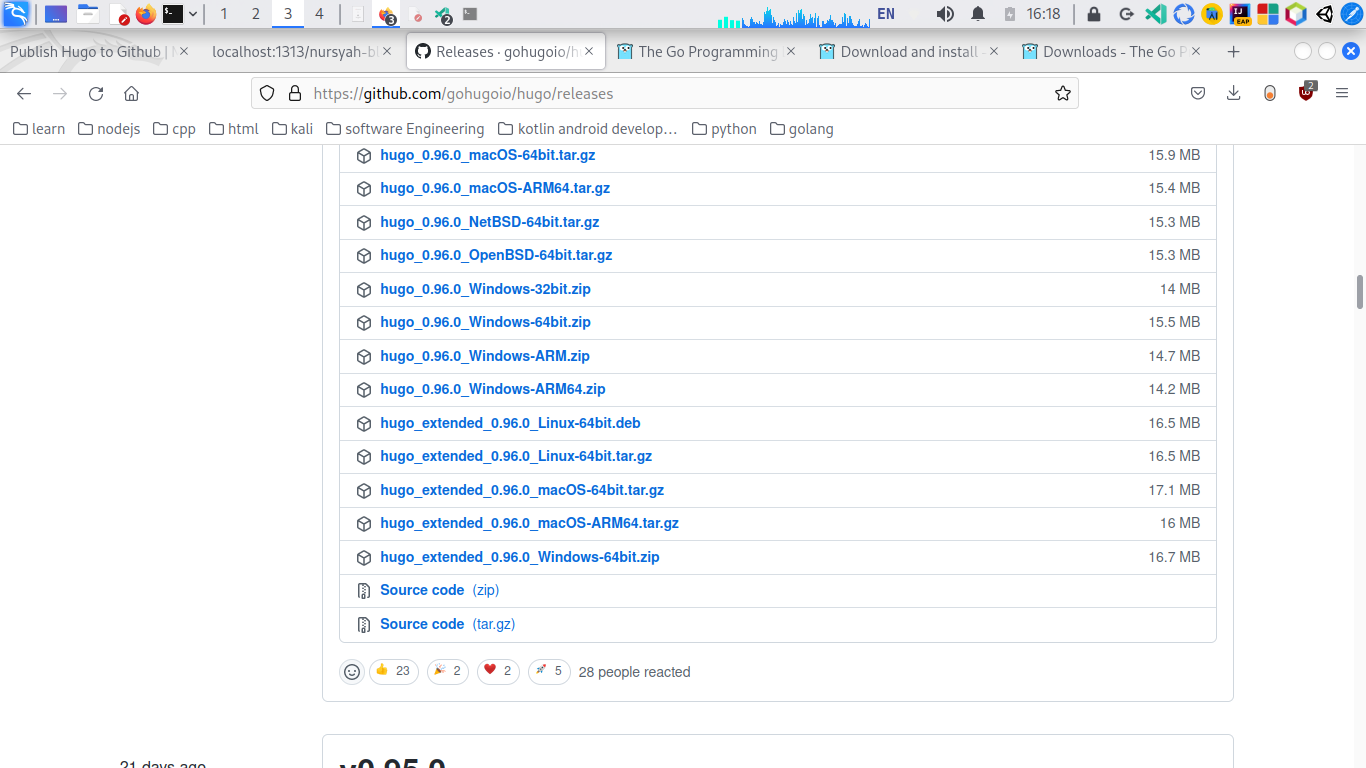 1 2 3 4 3 2 EN 16:18 EAP
Publish Hugo to Github | localhost:1313/nursyah-b Releases · gohugoio/h The Go Programming Download and install Downloads - The Go P
https://github.com/gohugoio/hugo/releases 2
learn nodejs cpp html kali software Engineering kotlin android develop… python golang
hugo_0.96.0_macOS-64bit.tar.gz 15.9 MB
hugo_0.96.0_macOS-ARM64.tar.gz 15.4 MB
hugo_0.96.0_NetBSD-64bit.tar.gz 15.3 MB
hugo_0.96.0_OpenBSD-64bit.tar.gz 15.3 MB
hugo_0.96.0_Windows-32bit.zip 14 MB
hugo_0.96.0_Windows-64bit.zip 15.5 MB
hugo_0.96.0_Windows-ARM.zip 14.7 MB
hugo_0.96.0_Windows-ARM64.zip 14.2 MB
hugo_extended_0.96.0_Linux-64bit.deb 16.5 MB
hugo_extended_0.96.0_Linux-64bit.tar.gz 16.5 MB
hugo_extended_0.96.0_macOS-64bit.tar.gz 17.1 MB
hugo_extended_0.96.0_macOS-ARM64.tar.gz 16 MB
hugo_extended_0.96.0_Windows-64bit.zip 16.7 MB
Source code (zip)
Source code (tar.gz)
23 2 2 5 28 people reacted
21 days ago
v0.95.0